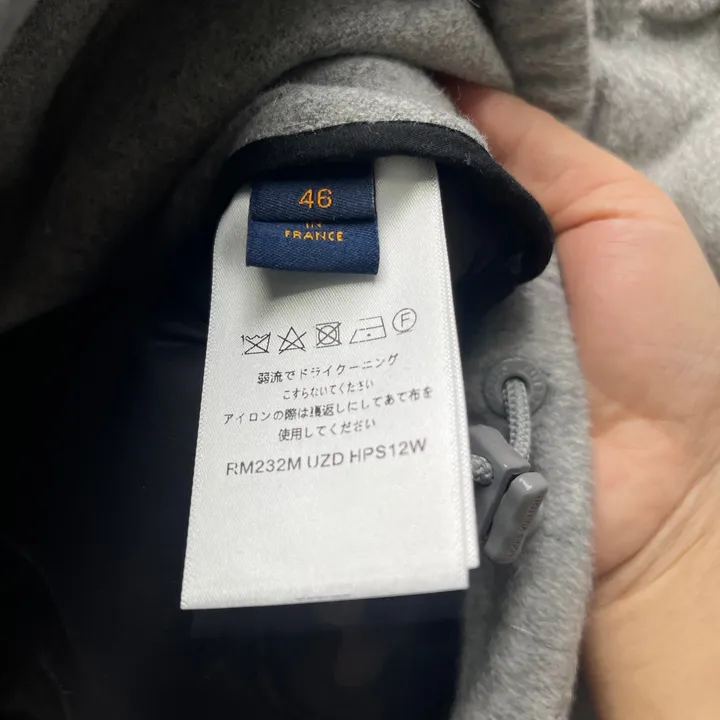 46
IN
FRANCE
F
弱流でドライクーニング
こすらないてください
アイロンの際は裏返しにしてあて布を
使用してください
RM232M UZD HPS12W